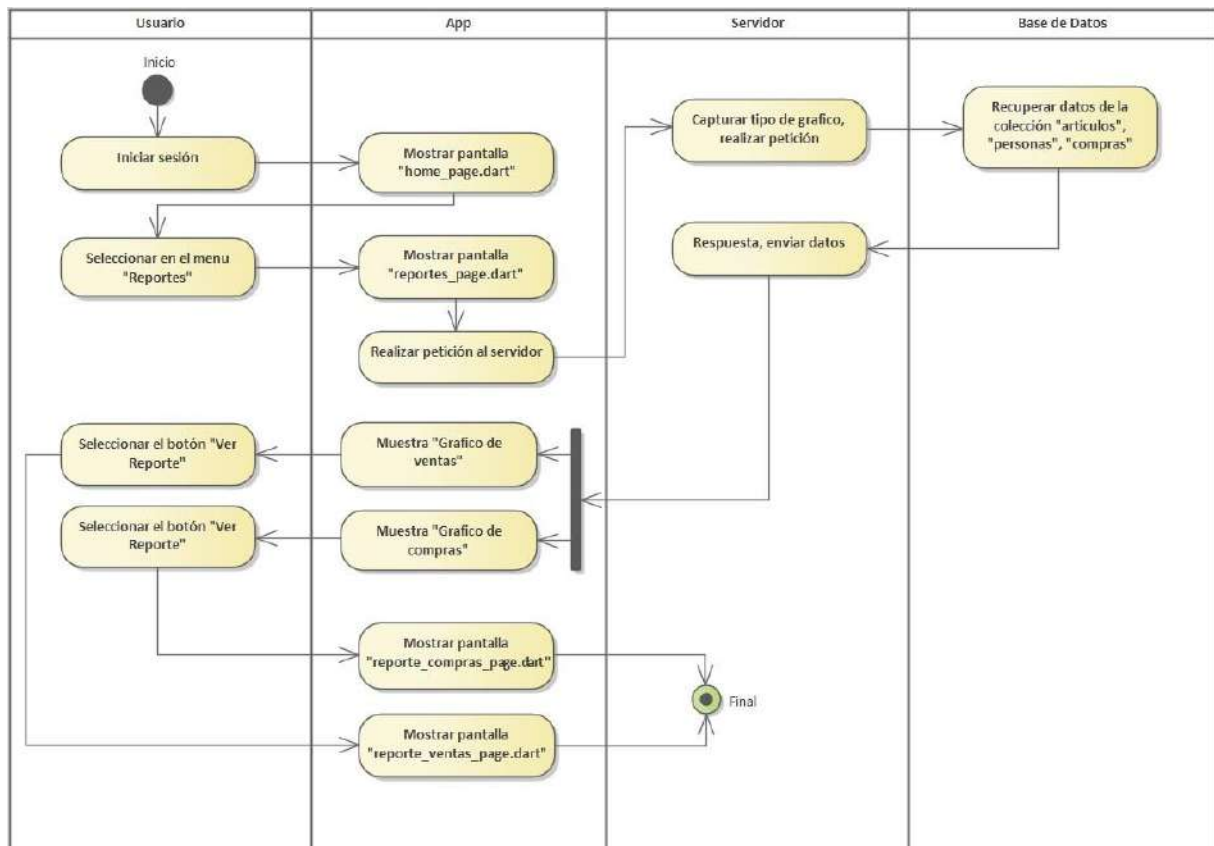 Usuario
App
Servidor
Base de Datos
Inicio
Iniciar sesión
Mostrar pantalla
"home_page.dart"
Capturar tipo de grafico,
realizar petición
Recuperar datos de la
colección "artículos",
"personas", "compras"
Seleccionar en el menu
"Reportes"
Mostrar pantalla
"reportes_page.dart"
Respuesta, enviar datos
Realizar petición al servidor
Seleccionar el botón "Ver
Reporte"
Muestra "Grafico de
ventas"
Seleccionar el botón "Ver
Reporte"
Muestra "Grafico de
compras"
Mostrar pantalla
"reporte_compras_page.dart"
Final
Mostrar pantalla
"reporte_ventas_page.dart"